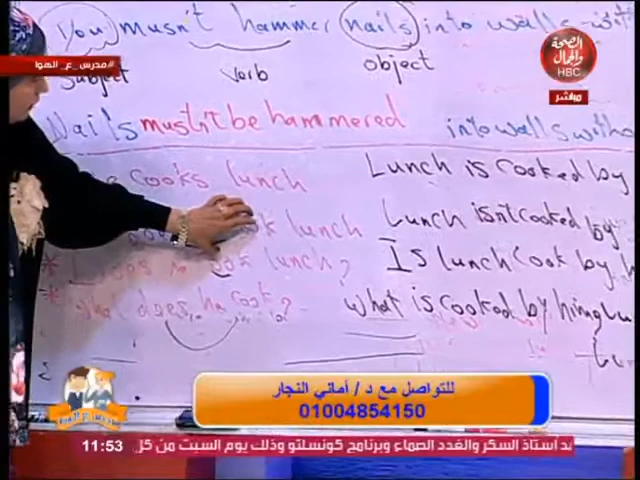 You musn't hammer nails into walls
subject verb object
الصحة والجمال
HBC
مباشر
#مدرس_ع_الهوا
Nails mustn't be hammered into walls
cooks lunch Lunch is cooked by
lunch Lunch isn't cooked by
lunch? Is lunch cook by
what does he cook? what is cooked by him
للتواصل مع د / أماني النجار
01004854150
11:53
أستاذ السكر والغدد الصماء وبرنامج كونسلتو وذلك يوم السبت من كل